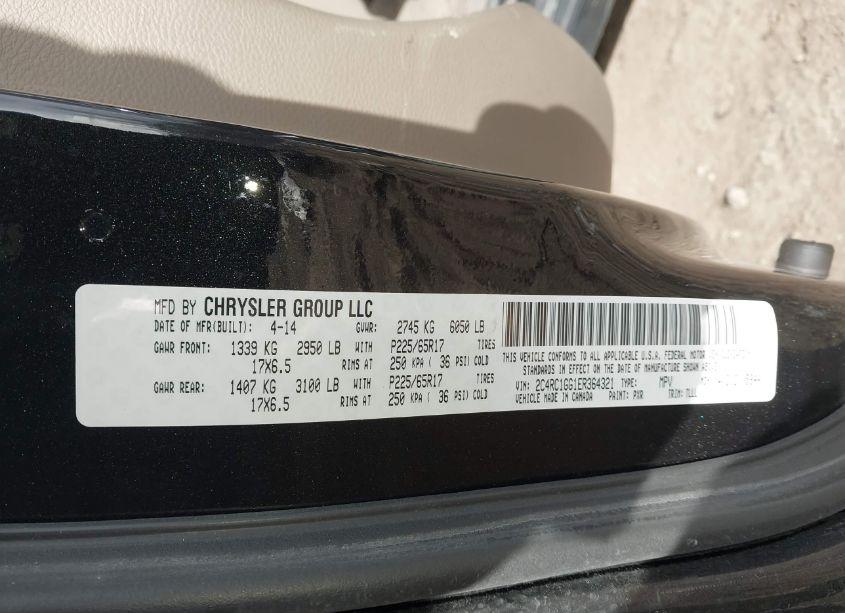 MFD BY CHRYSLER GROUP LLC
DATE OF MFR(BUILT): 4-14 GVWR: 2745 KG 6050 LB
GAWR FRONT: 1339 KG 2950 LB WITH P225/65R17 TIRES
17X6.5 RIMS AT 250 KPA ( 36 PSI) COLD
GAWR REAR: 1407 KG 3100 LB WITH P225/65R17 TIRES
17X6.5 RIMS AT 250 KPA ( 36 PSI) COLD
THIS VEHICLE CONFORMS TO ALL APPLICABLE U.S.A. FEDERAL MOTOR
STANDARDS IN EFFECT ON THE DATE OF MANUFACTURE SHOWN
VIN: 2C4RC1GG1ER364321 TYPE: MPV
VEHICLE MADE IN CANADA PAINT: PXR TRIM: